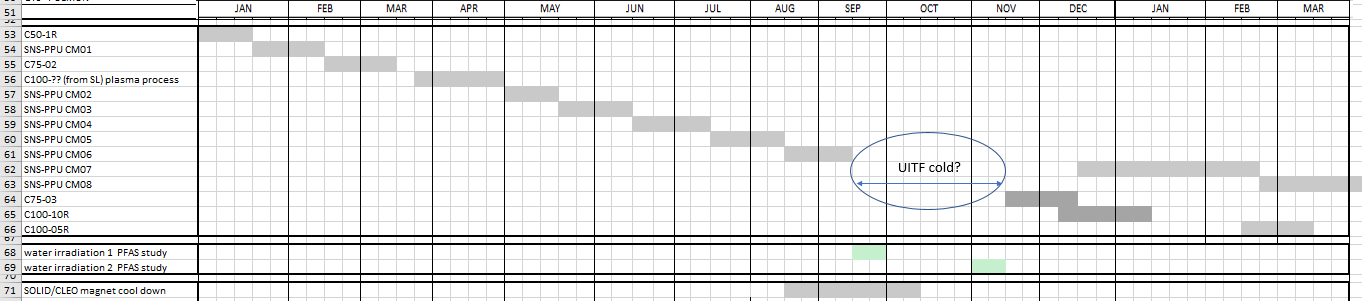 51 JAN FEB MAR APR MAY JUN JUL AUG SEP OCT NOV DEC JAN FEB MAR
53 C50-1R
54 SNS-PPU CM01
55 C75-02
56 C100-?? (from SL) plasma process
57 SNS-PPU CM02
58 SNS-PPU CM03
59 SNS-PPU CM04
60 SNS-PPU CM05
61 SNS-PPU CM06
62 SNS-PPU CM07
63 SNS-PPU CM08
64 C75-03
65 C100-10R
66 C100-05R
UITF cold?
67
68 water irradiation 1 PFAS study
69 water irradiation 2 PFAS study
70
71 SOLID/CLEO magnet cool down